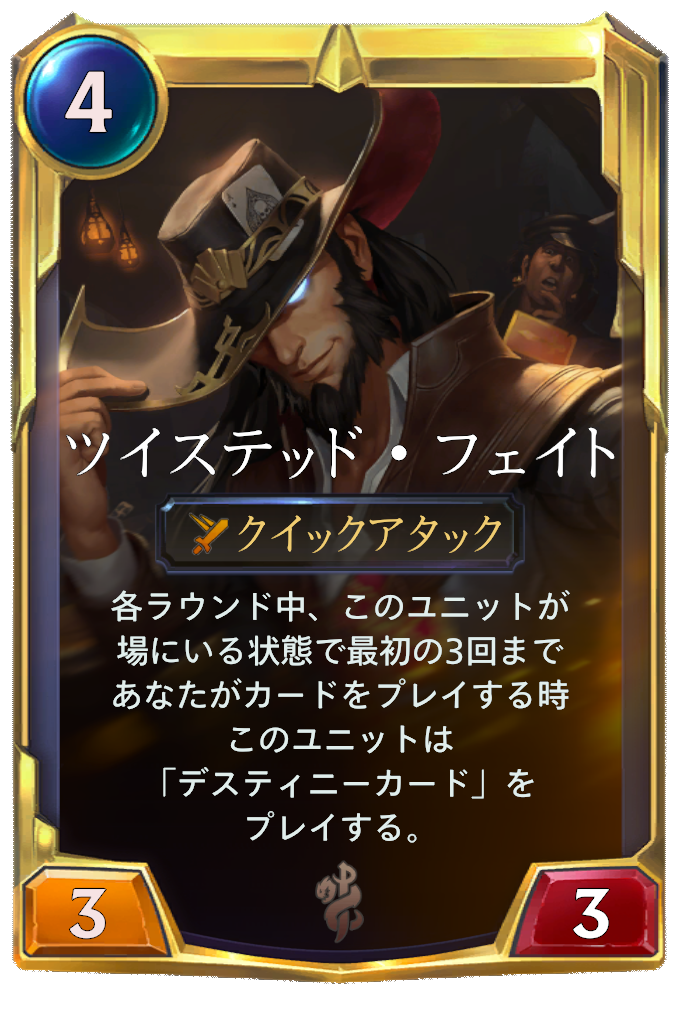 4
ツイステッド・フェイト
クイックアタック
各ラウンド中、このユニットが
場にいる状態で最初の3回まで
あなたがカードをプレイする時
このユニットは
「デスティニーカード」を
プレイする。
3
3